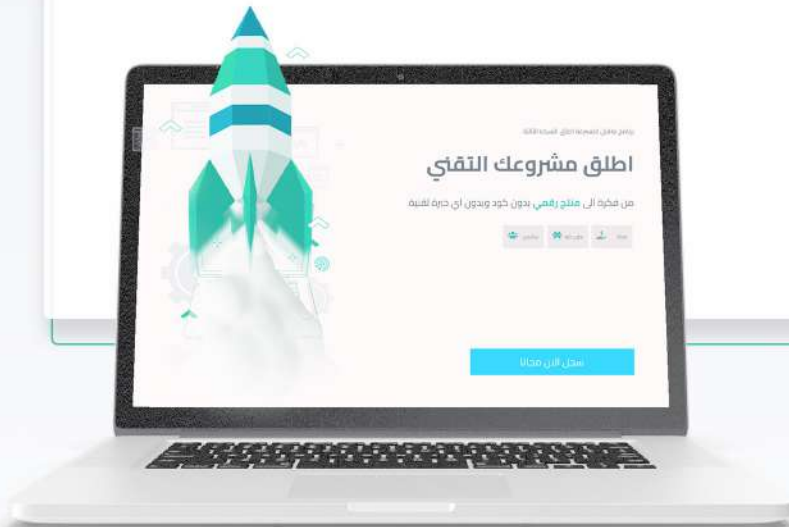 اطلق مشروعك التقني
من فكرة الى منتج رقمي بدون كود وبدون اي خبرة تقنية
سجل الان مجانا